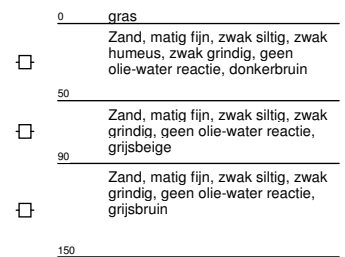 0 gras
Zand, matig fijn, zwak siltig, zwak
humeus, zwak grindig, geen
olie-water reactie, donkerbruin
50
Zand, matig fijn, zwak siltig, zwak
grindig, geen olie-water reactie,
grijsbeige
90
Zand, matig fijn, zwak siltig, zwak
grindig, geen olie-water reactie,
grijsbruin
150